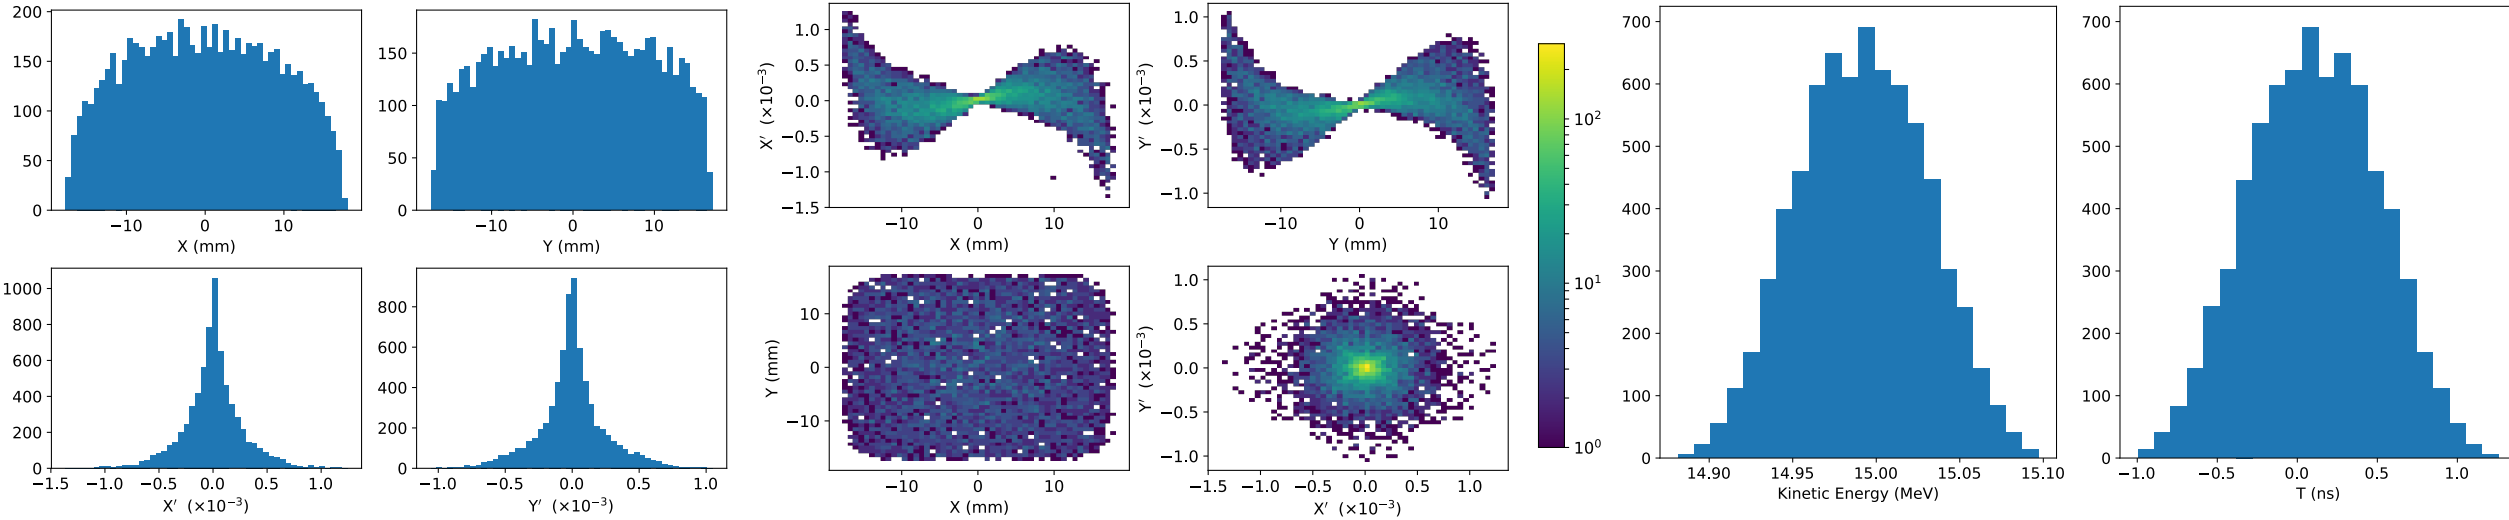 200
150
100
50
0
−10 0 10
X (mm)
150
100
50
0
−10 0 10
Y (mm)
1.0
0.5
0.0
−0.5
−1.0
−1.5
X′ (×10⁻³)
−10 0 10
X (mm)
1.0
0.5
0.0
−0.5
−1.0
Y′ (×10⁻³)
−10 0 10
Y (mm)
1000
800
600
400
200
0
−1.5 −1.0 −0.5 0.0 0.5 1.0
X′ (×10⁻³)
800
600
400
200
0
−1.0 −0.5 0.0 0.5 1.0
Y′ (×10⁻³)
10
0
−10
Y (mm)
−10 0 10
X (mm)
1.0
0.5
0.0
−0.5
−1.0
Y′ (×10⁻³)
−1.5 −1.0 −0.5 0.0 0.5 1.0
X′ (×10⁻³)
10²
10¹
10⁰
700
600
500
400
300
200
100
0
14.90 14.95 15.00 15.05 15.10
Kinetic Energy (MeV)
700
600
500
400
300
200
100
0
−1.0 −0.5 0.0 0.5 1.0
T (ns)